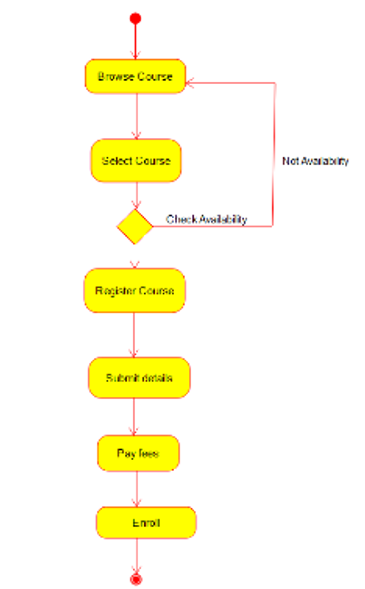 Browse Course
Select Course
Not Availability
Check Availability
Register Course
Submit details
Pay fees
Enroll